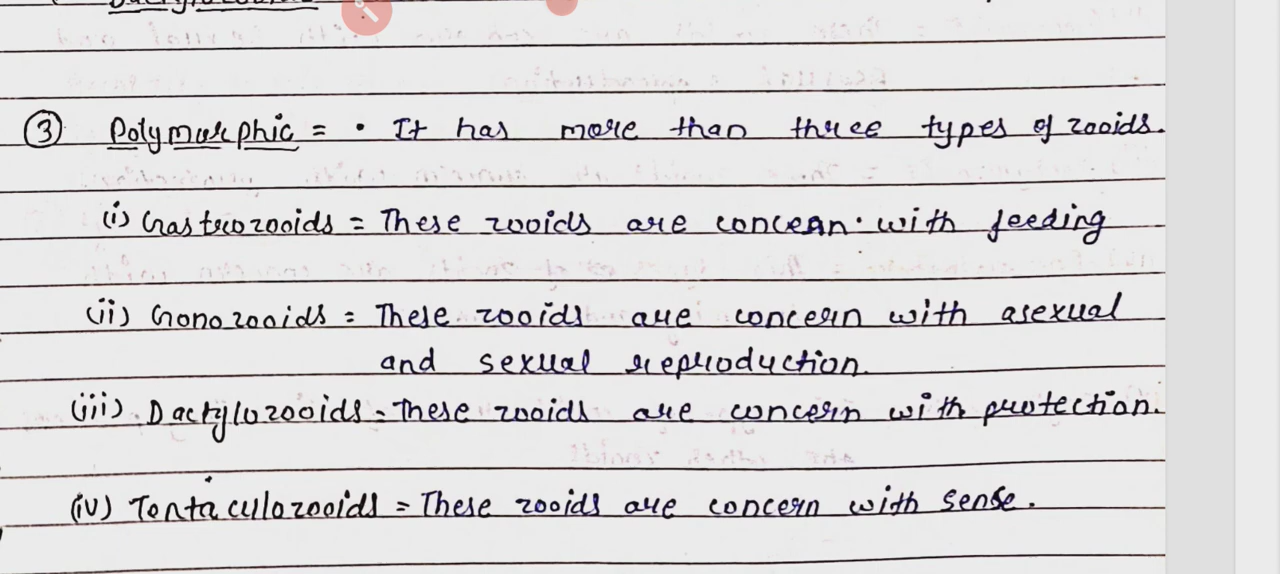 ③ Polymorphic = • It has more than three types of zooids.
(i) Gastrozooids = These zooids are concern with feeding
(ii) Gonozooids = These zooids are concern with asexual
and sexual reproduction.
(iii) Dactylozooids = These zooids are concern with protection.
(iv) Tentaculozooids = These zooids are concern with sense.